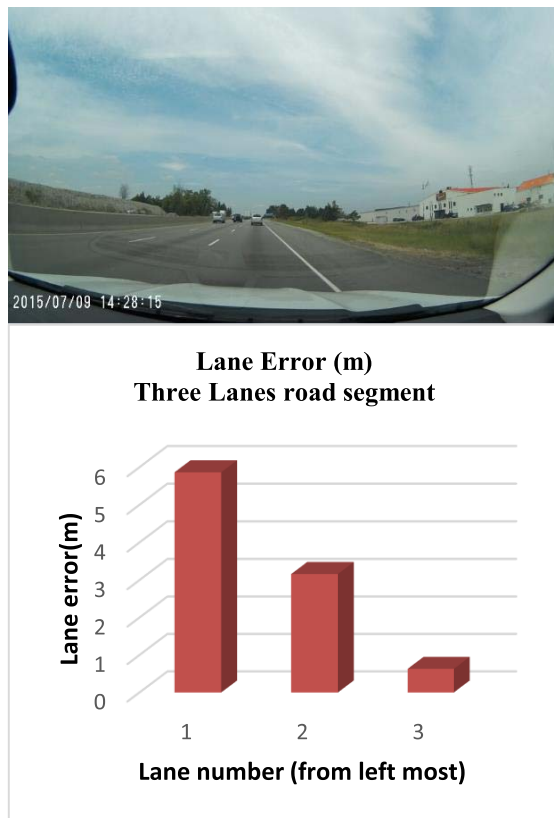 2015/07/09 14:28:15
Lane Error (m)
Three Lanes road segment
6
5
4
3
2
1
0
Lane error(m)
1 2 3
Lane number (from left most)